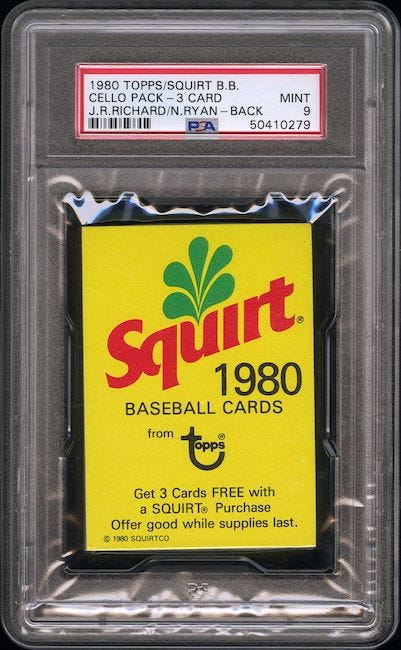 1980 TOPPS/SQUIRT B.B.
CELLO PACK – 3 CARD MINT
J.R.RICHARD/N.RYAN – BACK 9
PSA 50410279
Squirt®
1980
BASEBALL CARDS
from Topps®
Get 3 Cards FREE with
a SQUIRT® Purchase
Offer good while supplies last.
© 1980 SQUIRTCO